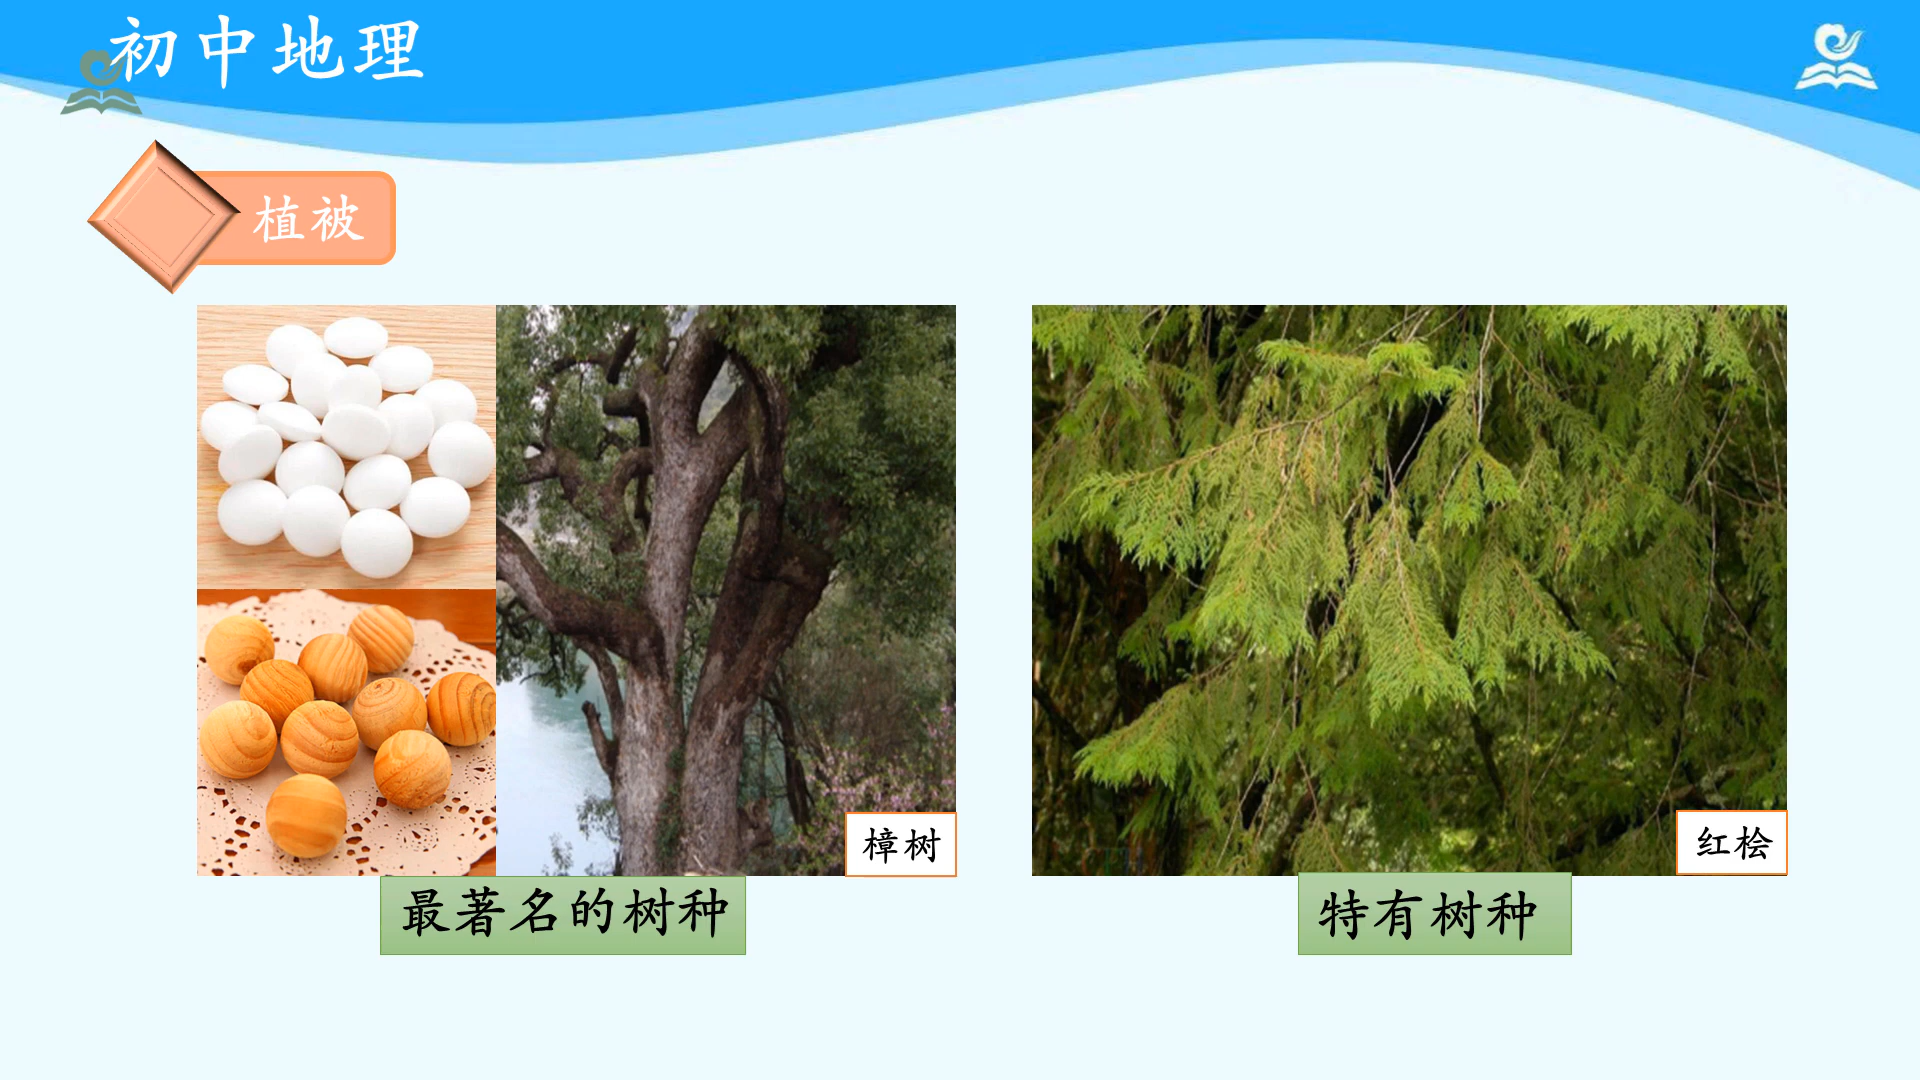 初中地理
植被
樟树
红桧
最著名的树种
特有树种